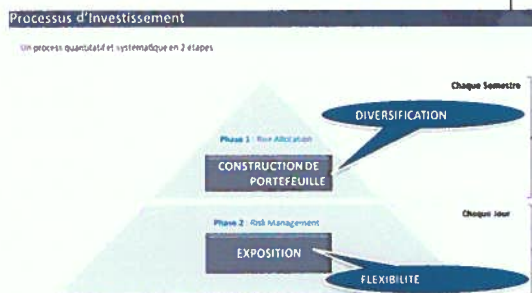 Processus d'Investissement
Un process quantitatif et systématique en 2 étapes
Chaque Semestre
DIVERSIFICATION
Phase 1 : Risk Allocation
CONSTRUCTION DE
PORTEFEUILLE
Chaque Jour
Phase 2 : Risk Management
EXPOSITION
FLEXIBILITÉ